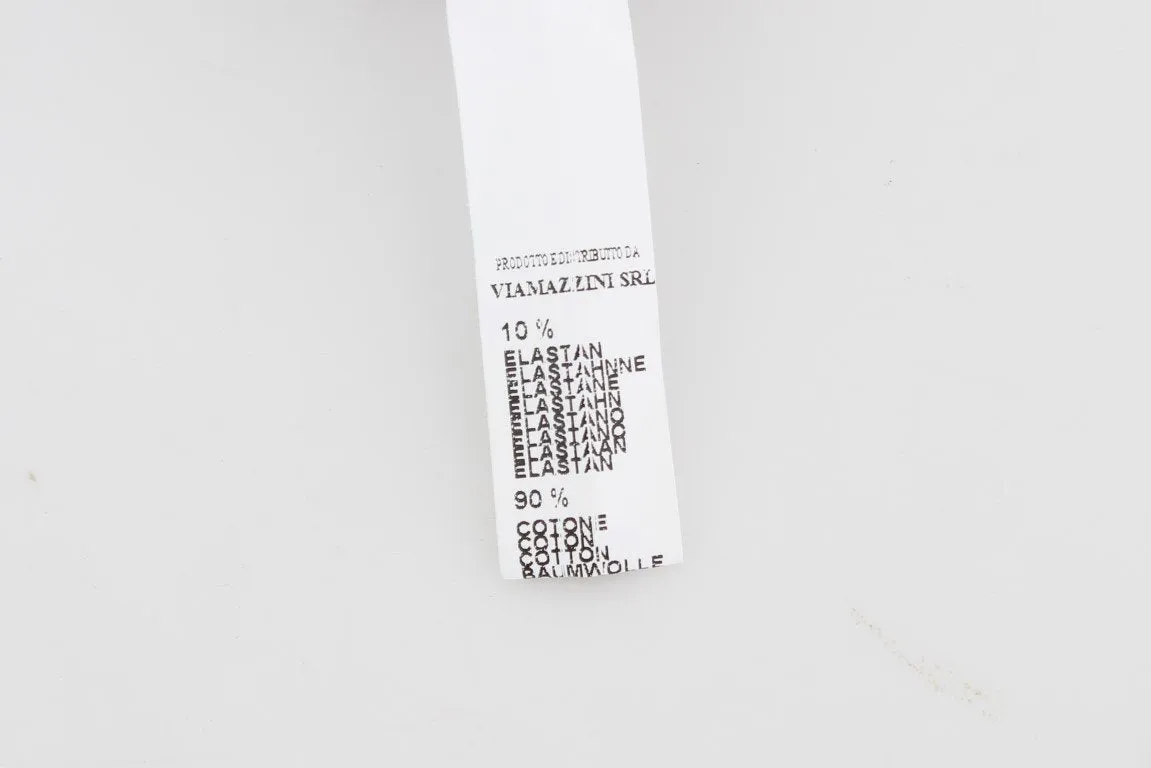 PRODOTTO E DISTRIBUITO DA
VIAMAZZINI SRL
10 %
ELASTAN
ELASTAHNNE
ELASTANE
ELASTAHN
ELASTANO
ELASTANO
ELASTAAN
ELASTAN
90 %
COTONE
COTON
COTTON
BAUMWOLLE